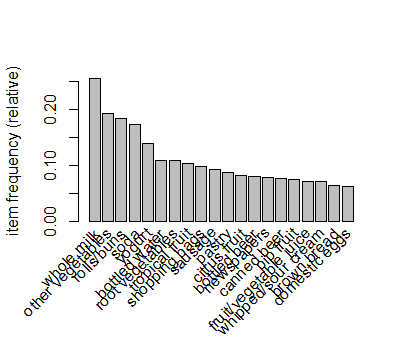 item frequency (relative)
0.20
0.10
0.00
whole milk
other vegetables
rolls/buns
soda
yogurt
bottled water
root vegetables
tropical fruit
shopping bags
sausage
pastry
citrus fruit
bottled beer
newspapers
canned beer
pip fruit
fruit/vegetable juice
whipped/sour cream
brown bread
domestic eggs